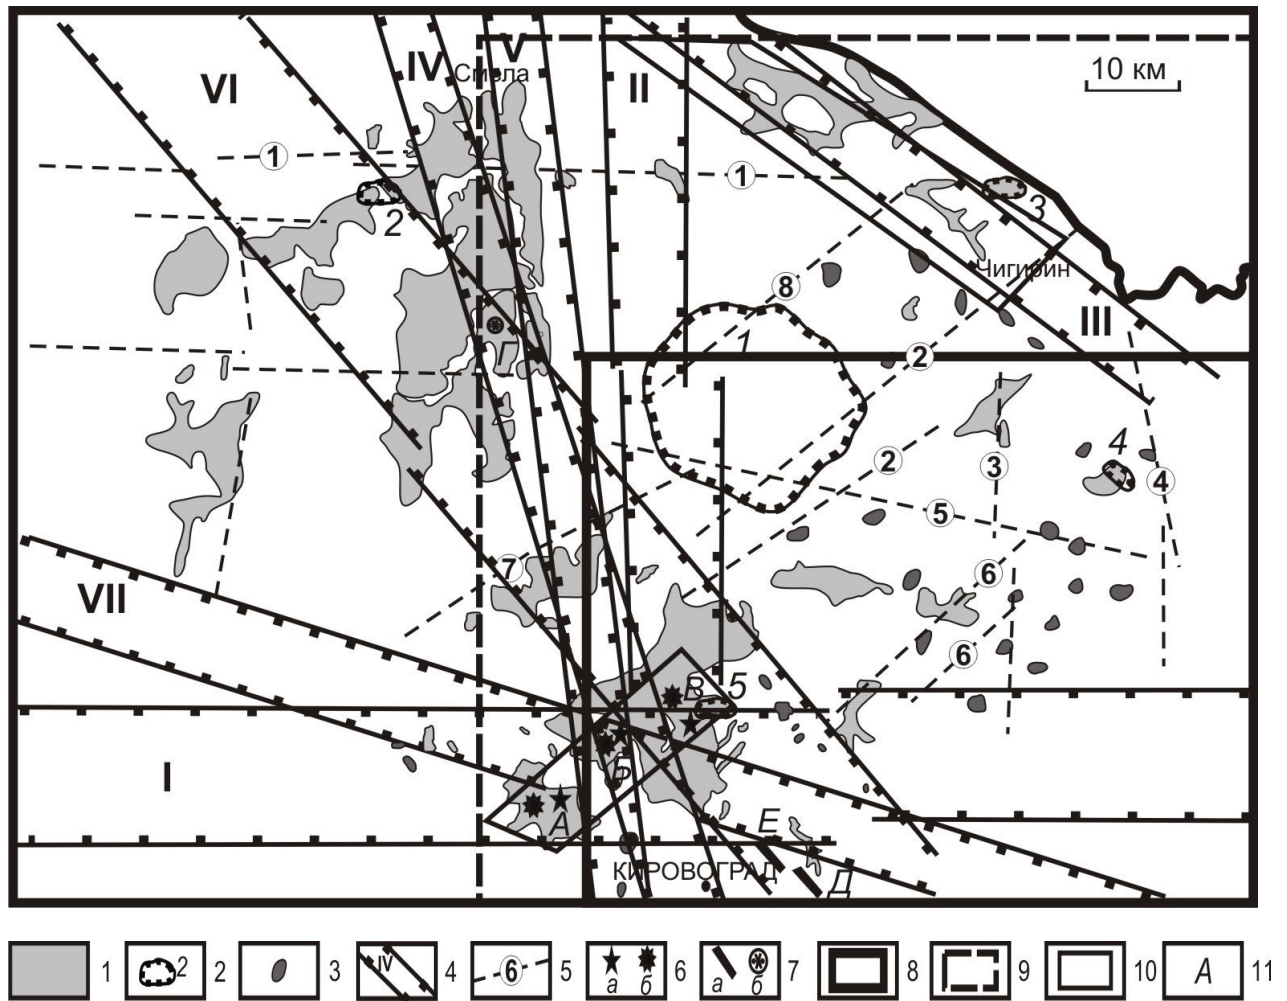 VI
IV
V
Смела
II
10 км
1
1
2
3
Чигирин
8
III
Г
1
2
2
3
4
4
5
7
6
VII
6
В
5
I
Б
А
Е
КИРОВОГРАД
Д
1
2
2
3
IV
4
6
5
а
б
6
а
б
7
8
9
10
А
11